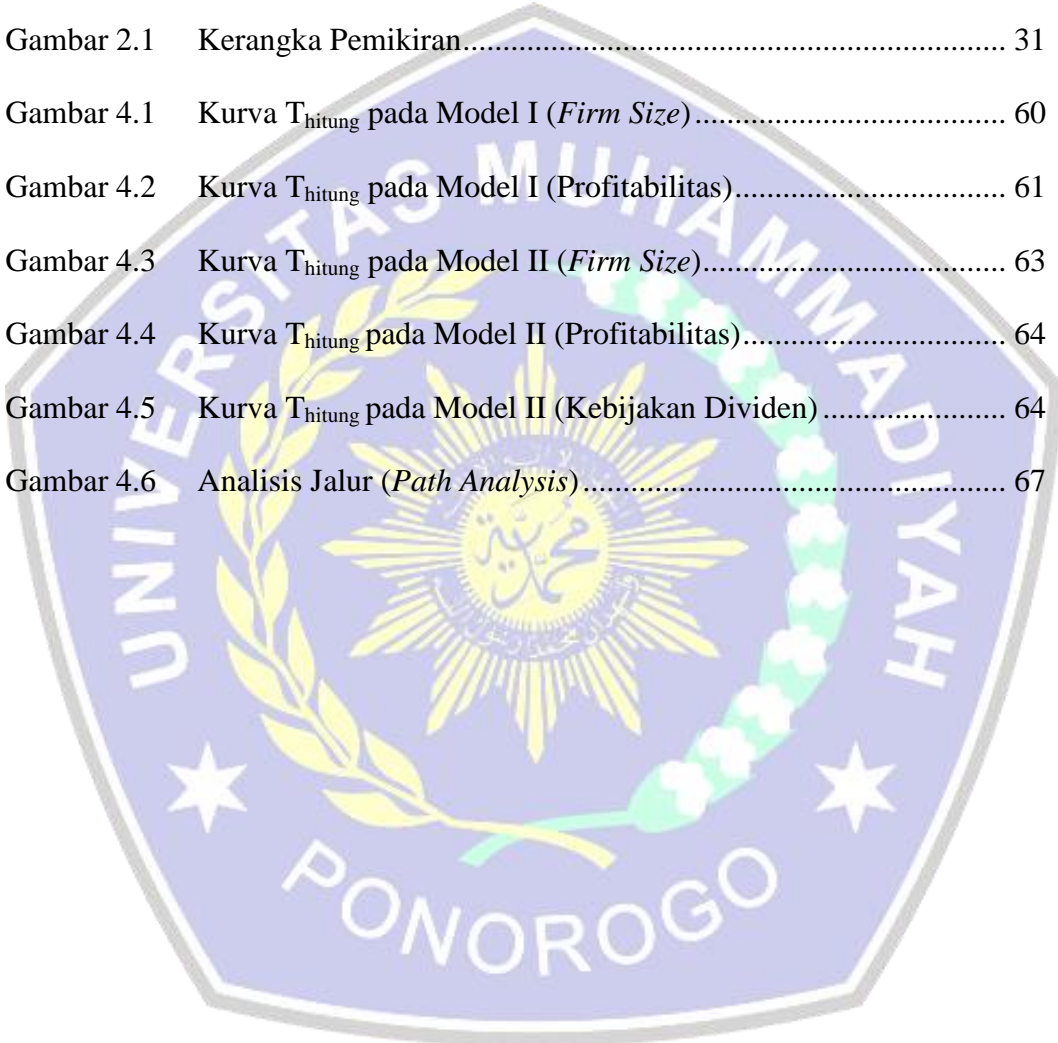 Gambar 2.1 Kerangka Pemikiran.................................................................... 31
Gambar 4.1 Kurva Thitung pada Model I (Firm Size)....................................... 60
Gambar 4.2 Kurva Thitung pada Model I (Profitabilitas).................................. 61
Gambar 4.3 Kurva Thitung pada Model II (Firm Size)...................................... 63
Gambar 4.4 Kurva Thitung pada Model II (Profitabilitas)................................. 64
Gambar 4.5 Kurva Thitung pada Model II (Kebijakan Dividen)....................... 64
Gambar 4.6 Analisis Jalur (Path Analysis)..................................................... 67
UNIVERSITAS MUHAMMADIYAH
PONOROGO
محمد